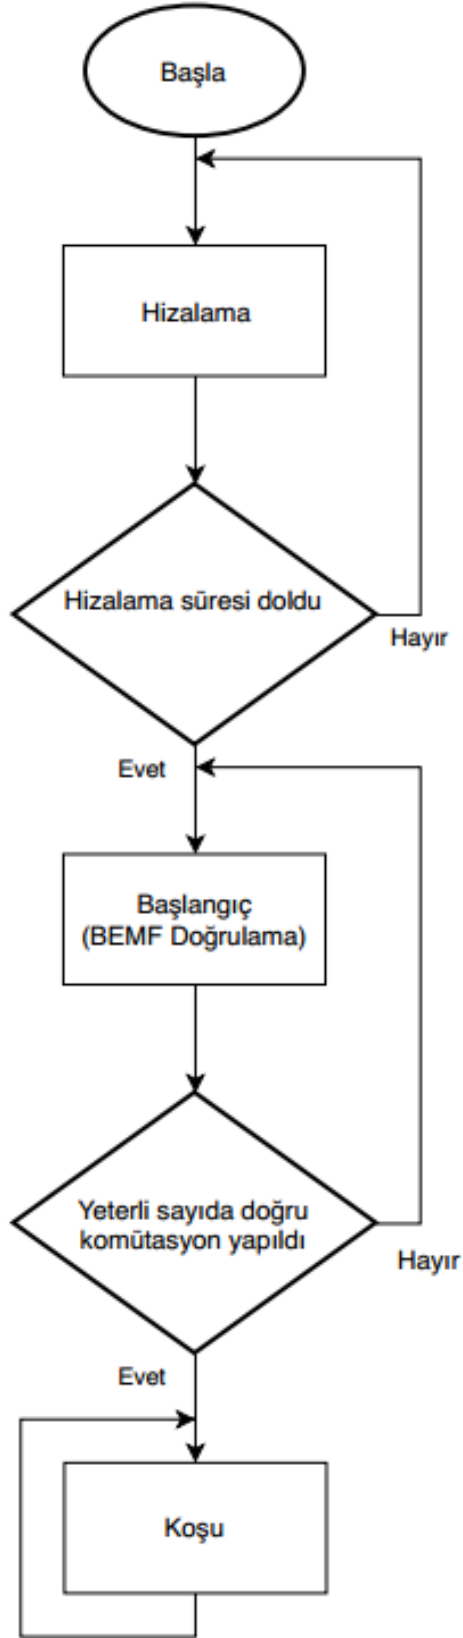 Başla
Hizalama
Hizalama süresi doldu
Hayır
Evet
Başlangıç
(BEMF Doğrulama)
Yeterli sayıda doğru
komütasyon yapıldı
Hayır
Evet
Koşu